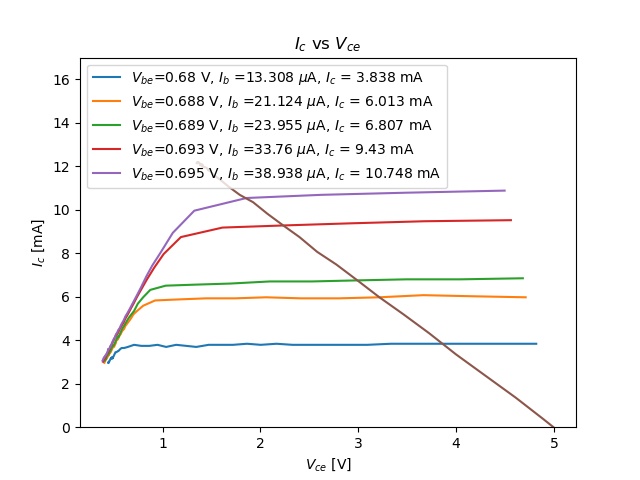 I_c vs V_ce
V_be=0.68 V, I_b =13.308 μA, I_c = 3.838 mA
V_be=0.688 V, I_b =21.124 μA, I_c = 6.013 mA
V_be=0.689 V, I_b =23.955 μA, I_c = 6.807 mA
V_be=0.693 V, I_b =33.76 μA, I_c = 9.43 mA
V_be=0.695 V, I_b =38.938 μA, I_c = 10.748 mA
I_c [mA]
16
14
12
10
8
6
4
2
0
1 2 3 4 5
V_ce [V]